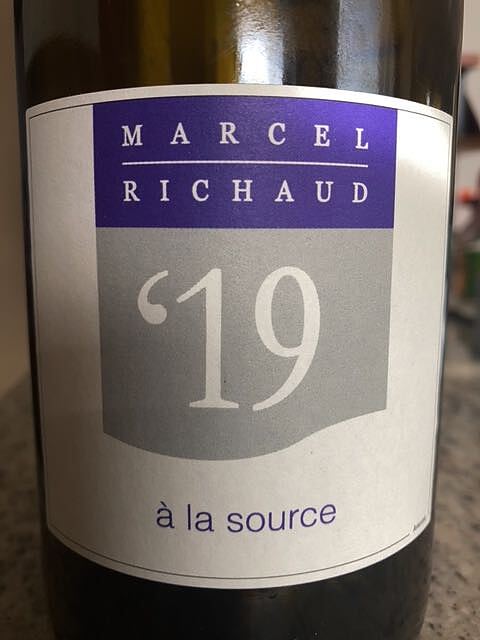 MARCEL
RICHAUD
‘19
à la source